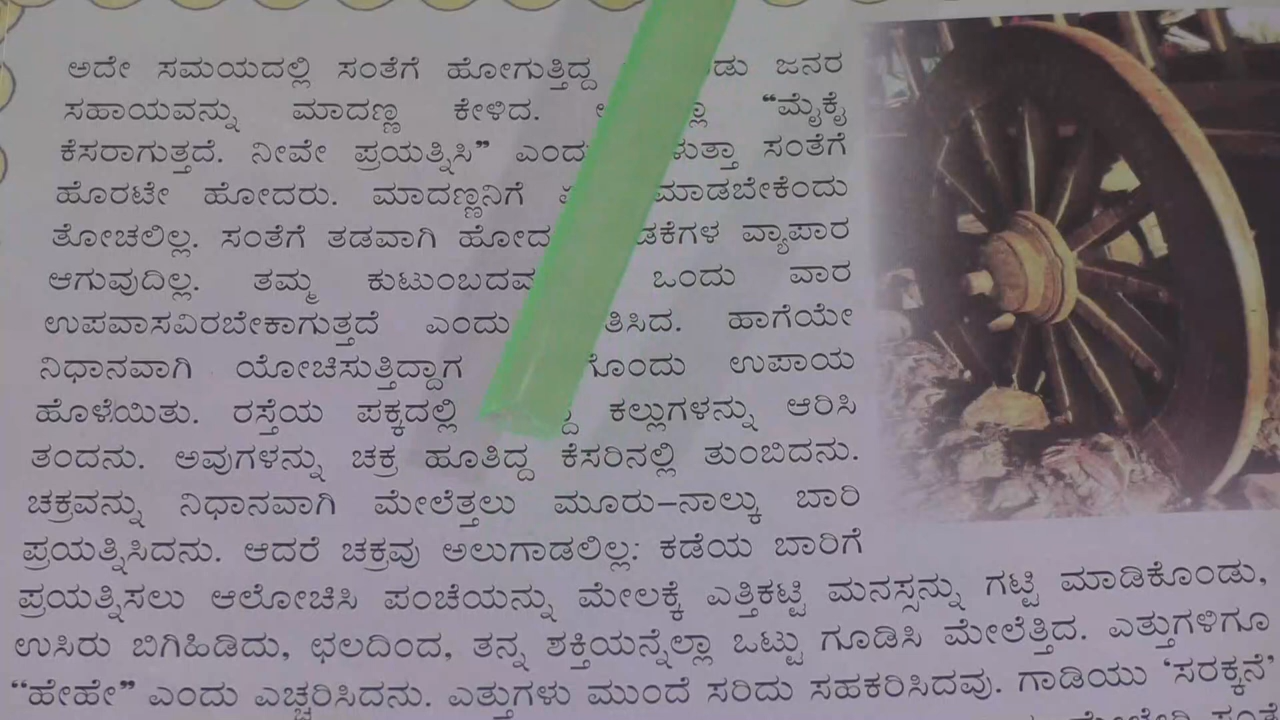 ಅದೇ ಸಮಯದಲ್ಲಿ ಸಂತೆಗೆ ಹೋಗುತ್ತಿದ್ದ ಜನರ
ಸಹಾಯವನ್ನು ಮಾದಣ್ಣ ಕೇಳಿದ. “ಮೈಕೈ
ಕೆಸರಾಗುತ್ತದೆ. ನೀವೇ ಪ್ರಯತ್ನಿಸಿ” ಎಂದು ಸಂತೆಗೆ
ಹೊರಟೇ ಹೋದರು. ಮಾದಣ್ಣನಿಗೆ ಮಾಡಬೇಕೆಂದು
ತೋಚಲಿಲ್ಲ. ಸಂತೆಗೆ ತಡವಾಗಿ ಹೋದ ಡಕೆಗಳ ವ್ಯಾಪಾರ
ಆಗುವುದಿಲ್ಲ. ತಮ್ಮ ಕುಟುಂಬದವ ಒಂದು ವಾರ
ಉಪವಾಸವಿರಬೇಕಾಗುತ್ತದೆ ಎಂದು ತಿಸಿದ. ಹಾಗೆಯೇ
ನಿಧಾನವಾಗಿ ಯೋಚಿಸುತ್ತಿದ್ದಾಗ ಗೊಂದು ಉಪಾಯ
ಹೊಳೆಯಿತು. ರಸ್ತೆಯ ಪಕ್ಕದಲ್ಲಿ ಕಲ್ಲುಗಳನ್ನು ಆರಿಸಿ
ತಂದನು. ಅವುಗಳನ್ನು ಚಕ್ರ ಹೂತಿದ್ದ ಕೆಸರಿನಲ್ಲಿ ತುಂಬಿದನು.
ಚಕ್ರವನ್ನು ನಿಧಾನವಾಗಿ ಮೇಲೆತ್ತಲು ಮೂರು–ನಾಲ್ಕು ಬಾರಿ
ಪ್ರಯತ್ನಿಸಿದನು. ಆದರೆ ಚಕ್ರವು ಅಲುಗಾಡಲಿಲ್ಲ: ಕಡೆಯ ಬಾರಿಗೆ
ಪ್ರಯತ್ನಿಸಲು ಆಲೋಚಿಸಿ ಪಂಚೆಯನ್ನು ಮೇಲಕ್ಕೆ ಎತ್ತಿಕಟ್ಟಿ ಮನಸ್ಸನ್ನು ಗಟ್ಟಿ ಮಾಡಿಕೊಂಡು,
ಉಸಿರು ಬಿಗಿಹಿಡಿದು, ಛಲದಿಂದ, ತನ್ನ ಶಕ್ತಿಯನ್ನೆಲ್ಲಾ ಒಟ್ಟು ಗೂಡಿಸಿ ಮೇಲೆತ್ತಿದ. ಎತ್ತುಗಳಿಗೂ
“ಹೇಹೇ” ಎಂದು ಎಚ್ಚರಿಸಿದನು. ಎತ್ತುಗಳು ಮುಂದೆ ಸರಿದು ಸಹಕರಿಸಿದವು. ಗಾಡಿಯು ‘ಸರಕ್ಕನೆ’